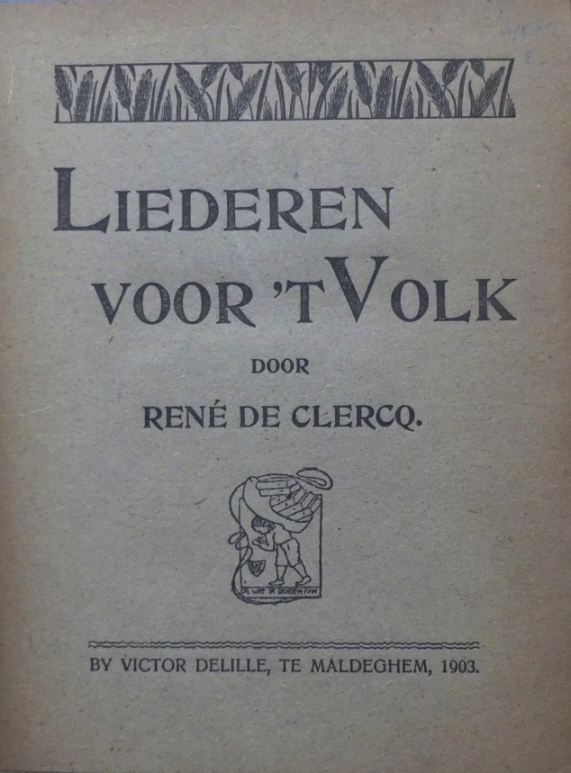 LIEDEREN
VOOR 'T VOLK
DOOR
RENÉ DE CLERCQ.
BY VICTOR DELILLE, TE MALDEGHEM, 1903.